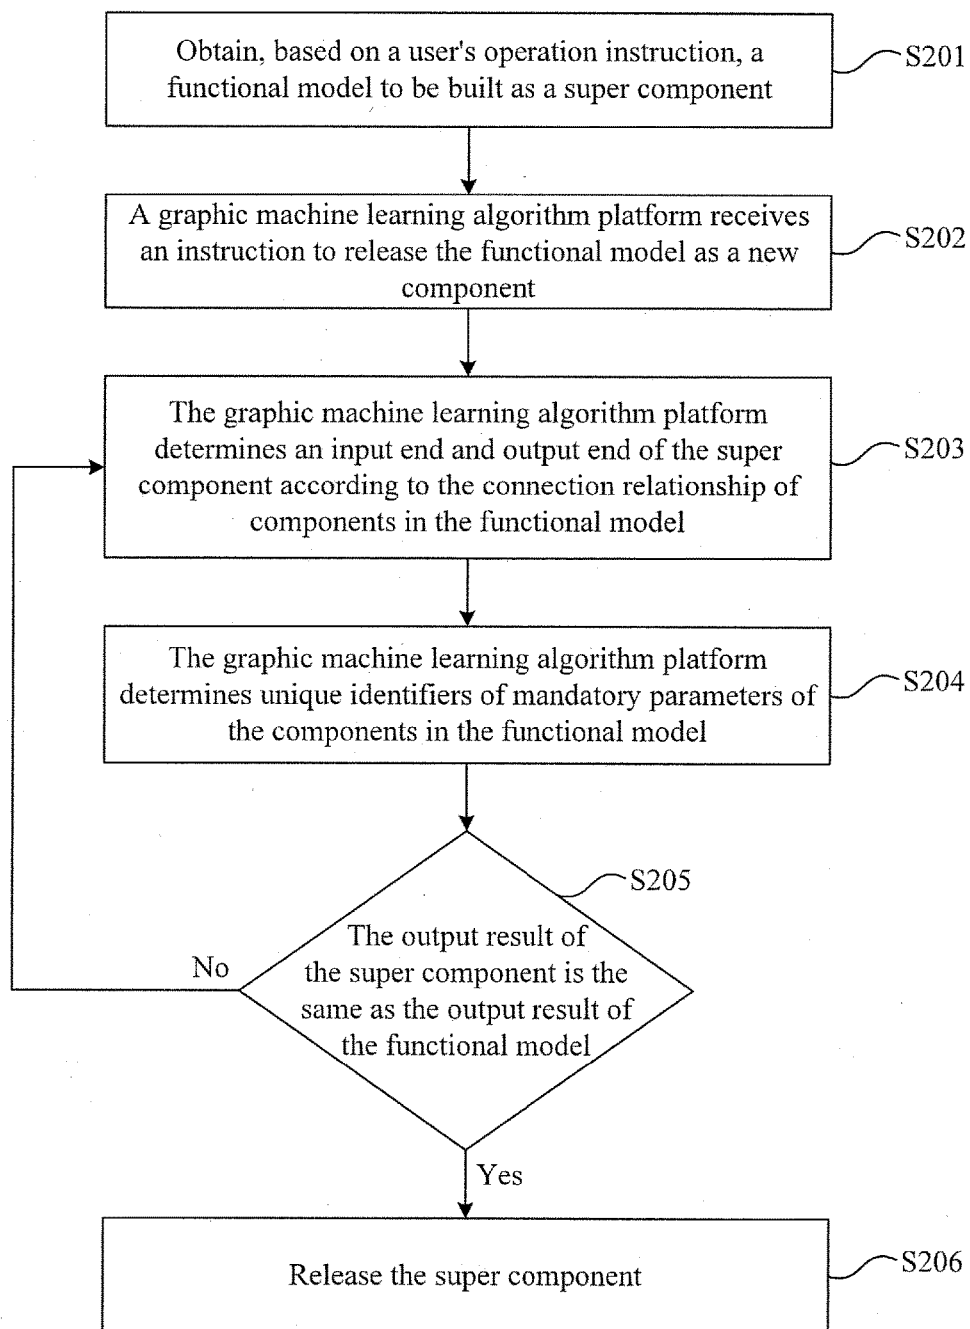 Obtain, based on a user's operation instruction, a
functional model to be built as a super component
S201
A graphic machine learning algorithm platform receives
an instruction to release the functional model as a new
component
S202
The graphic machine learning algorithm platform
determines an input end and output end of the super
component according to the connection relationship of
components in the functional model
S203
The graphic machine learning algorithm platform
determines unique identifiers of mandatory parameters of
the components in the functional model
S204
S205
The output result of
the super component is the
same as the output result of
the functional model
No
Yes
Release the super component
S206